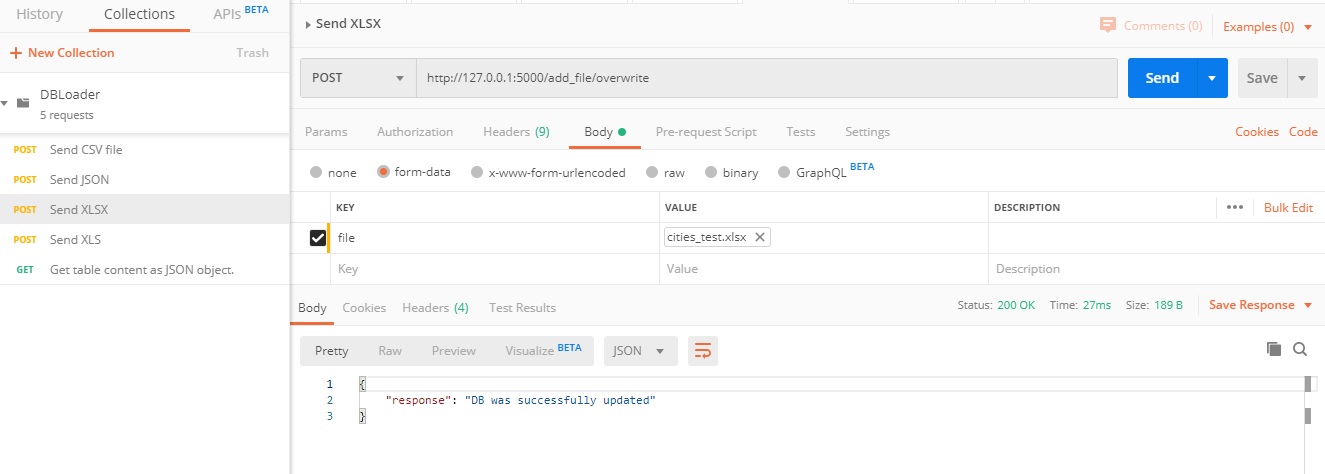 History Collections APIs BETA
+ New Collection Trash
DBLoader
5 requests
POST Send CSV file
POST Send JSON
POST Send XLSX
POST Send XLS
GET Get table content as JSON object.
Send XLSX Comments (0) Examples (0)
POST http://127.0.0.1:5000/add_file/overwrite Send Save
Params Authorization Headers (9) Body Pre-request Script Tests Settings Cookies Code
none form-data x-www-form-urlencoded raw binary GraphQL BETA
KEY VALUE DESCRIPTION ••• Bulk Edit
file cities_test.xlsx
Key Value Description
Body Cookies Headers (4) Test Results Status: 200 OK Time: 27ms Size: 189 B Save Response
Pretty Raw Preview Visualize BETA JSON
1 {
2 "response": "DB was successfully updated"
3 }